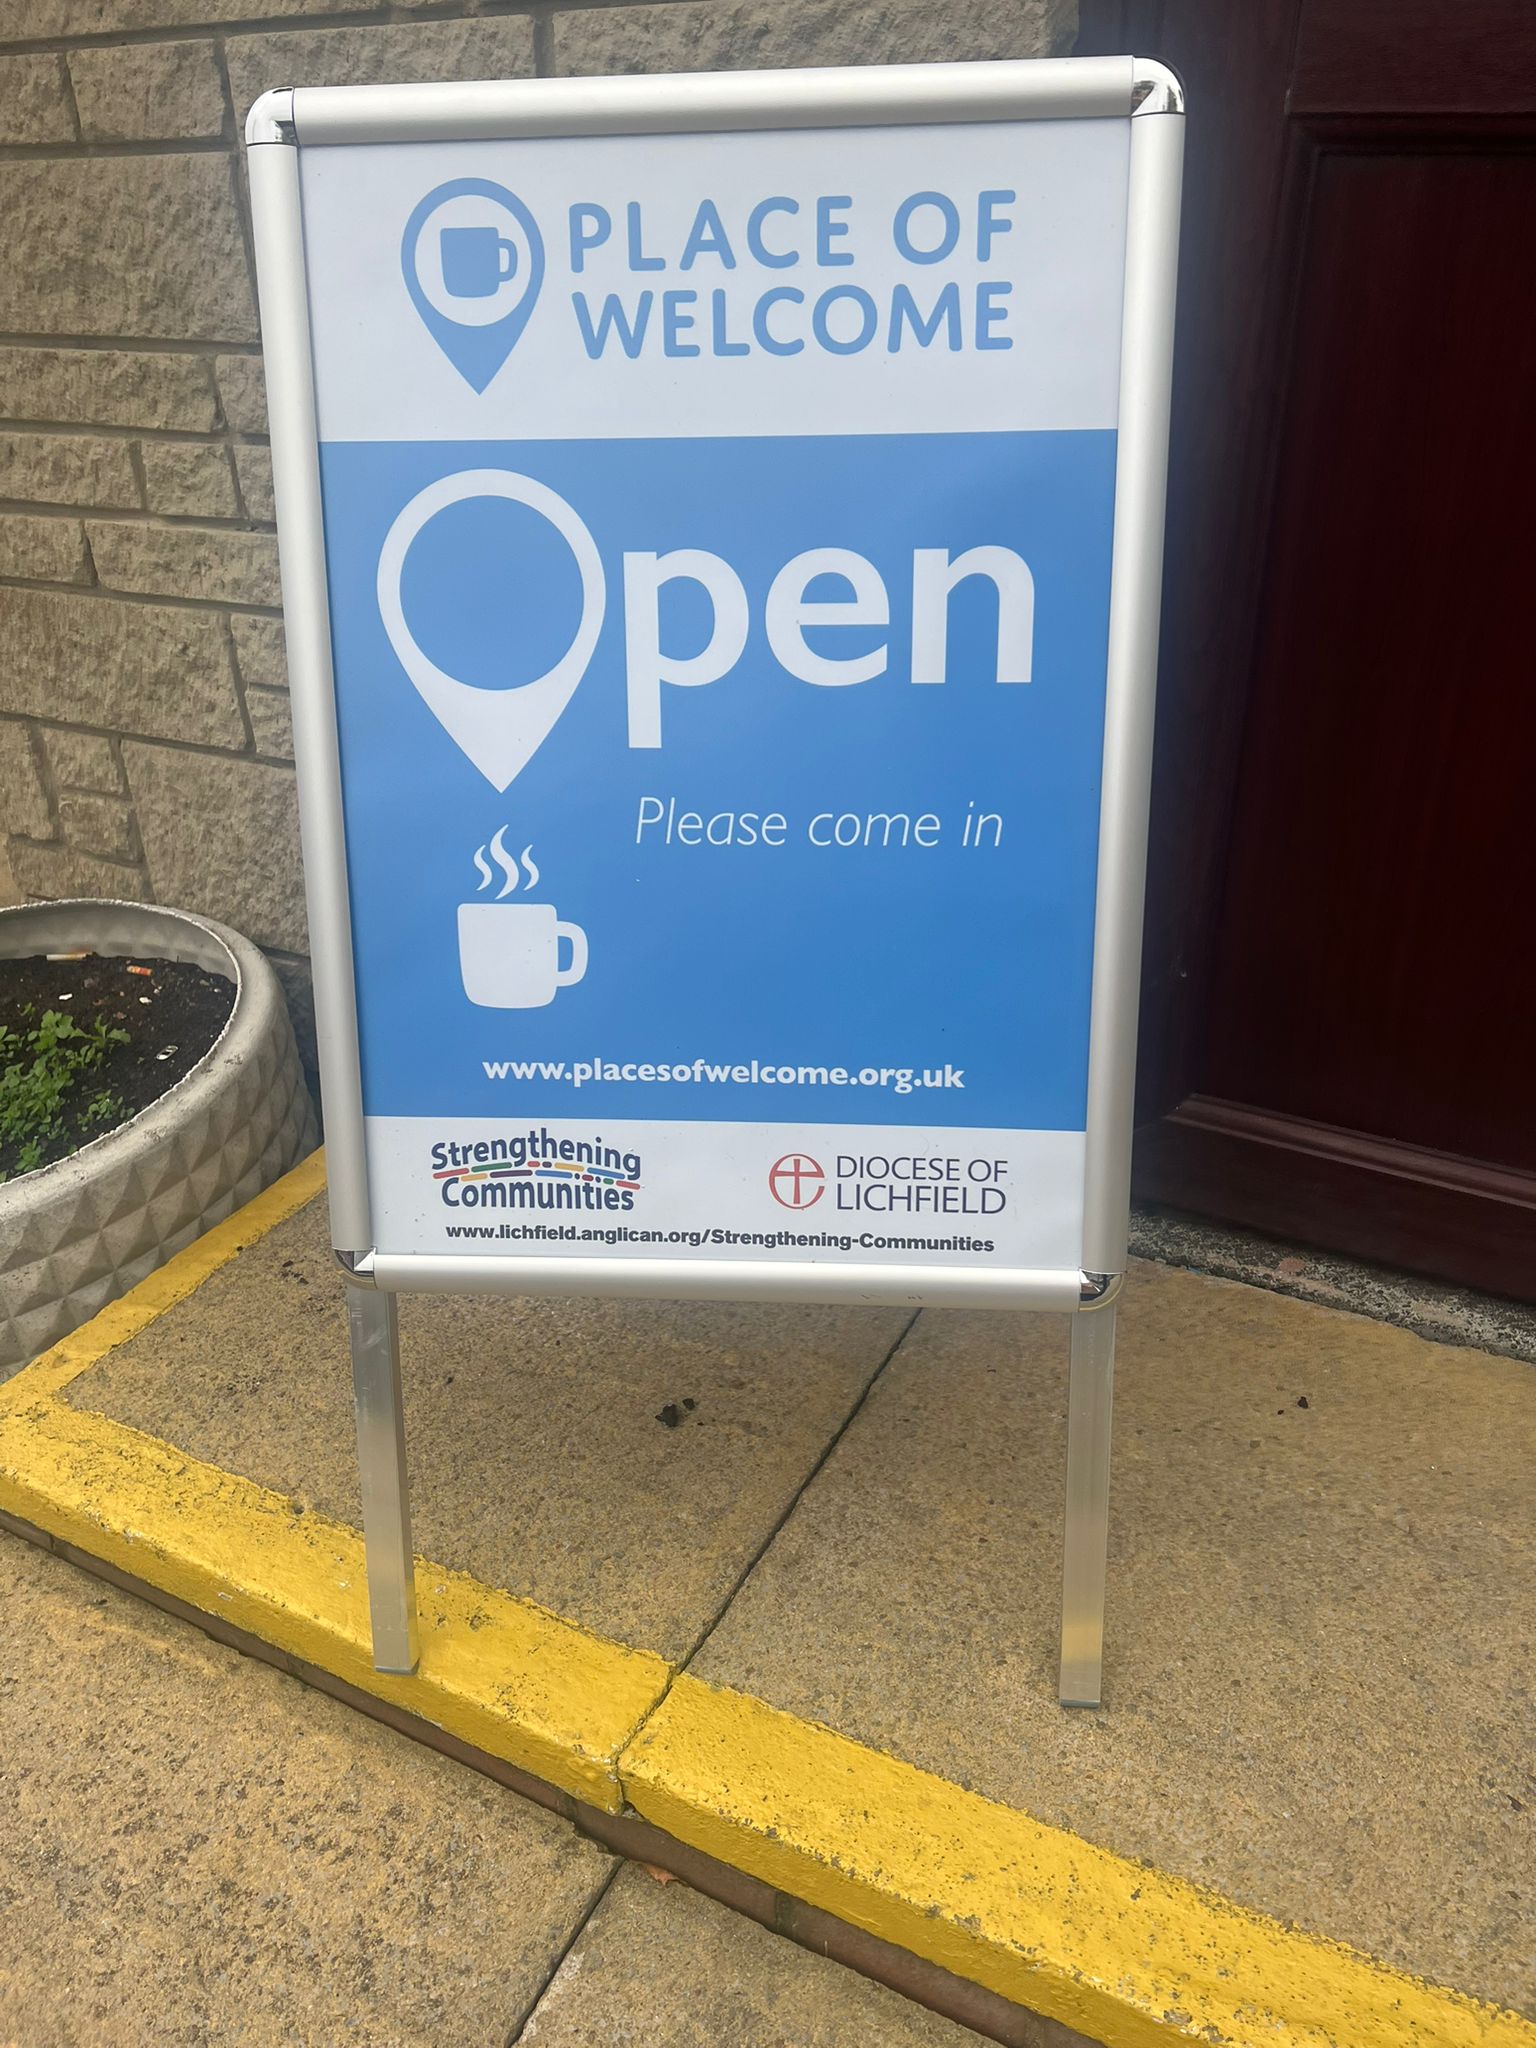 PLACE OF
WELCOME
Open
Please come in
www.placesofwelcome.org.uk
Strengthening
Communities
DIOCESE OF
LICHFIELD
www.lichfield.anglican.org/Strengthening-Communities